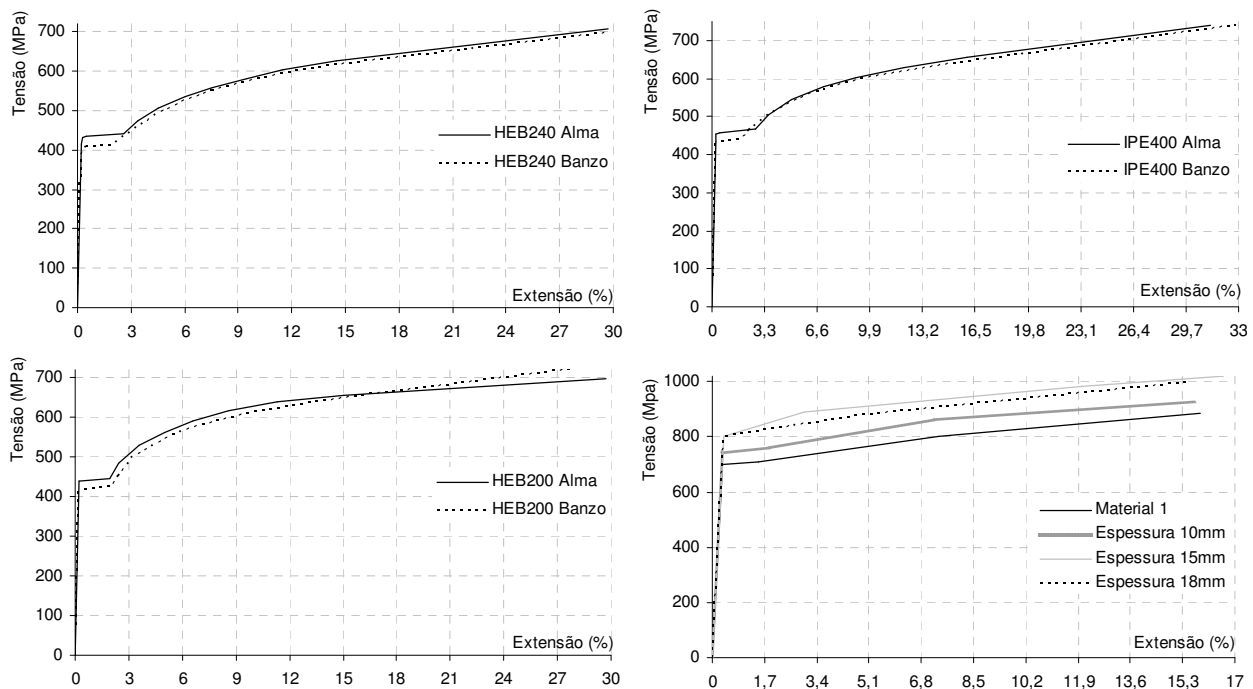 Tensão (MPa)
700
600
500
400
300
200
100
0
HEB240 Alma
HEB240 Banzo
Extensão (%)
0 3 6 9 12 15 18 21 24 27 30
Tensão (MPa)
700
600
500
400
300
200
100
0
IPE400 Alma
IPE400 Banzo
Extensão (%)
0 3,3 6,6 9,9 13,2 16,5 19,8 23,1 26,4 29,7 33
Tensão (MPa)
700
600
500
400
300
200
100
0
HEB200 Alma
HEB200 Banzo
Extensão (%)
0 3 6 9 12 15 18 21 24 27 30
Tensão (Mpa)
1000
800
600
400
200
0
Material 1
Espessura 10mm
Espessura 15mm
Espessura 18mm
Extensão (%)
0 1,7 3,4 5,1 6,8 8,5 10,2 11,9 13,6 15,3 17